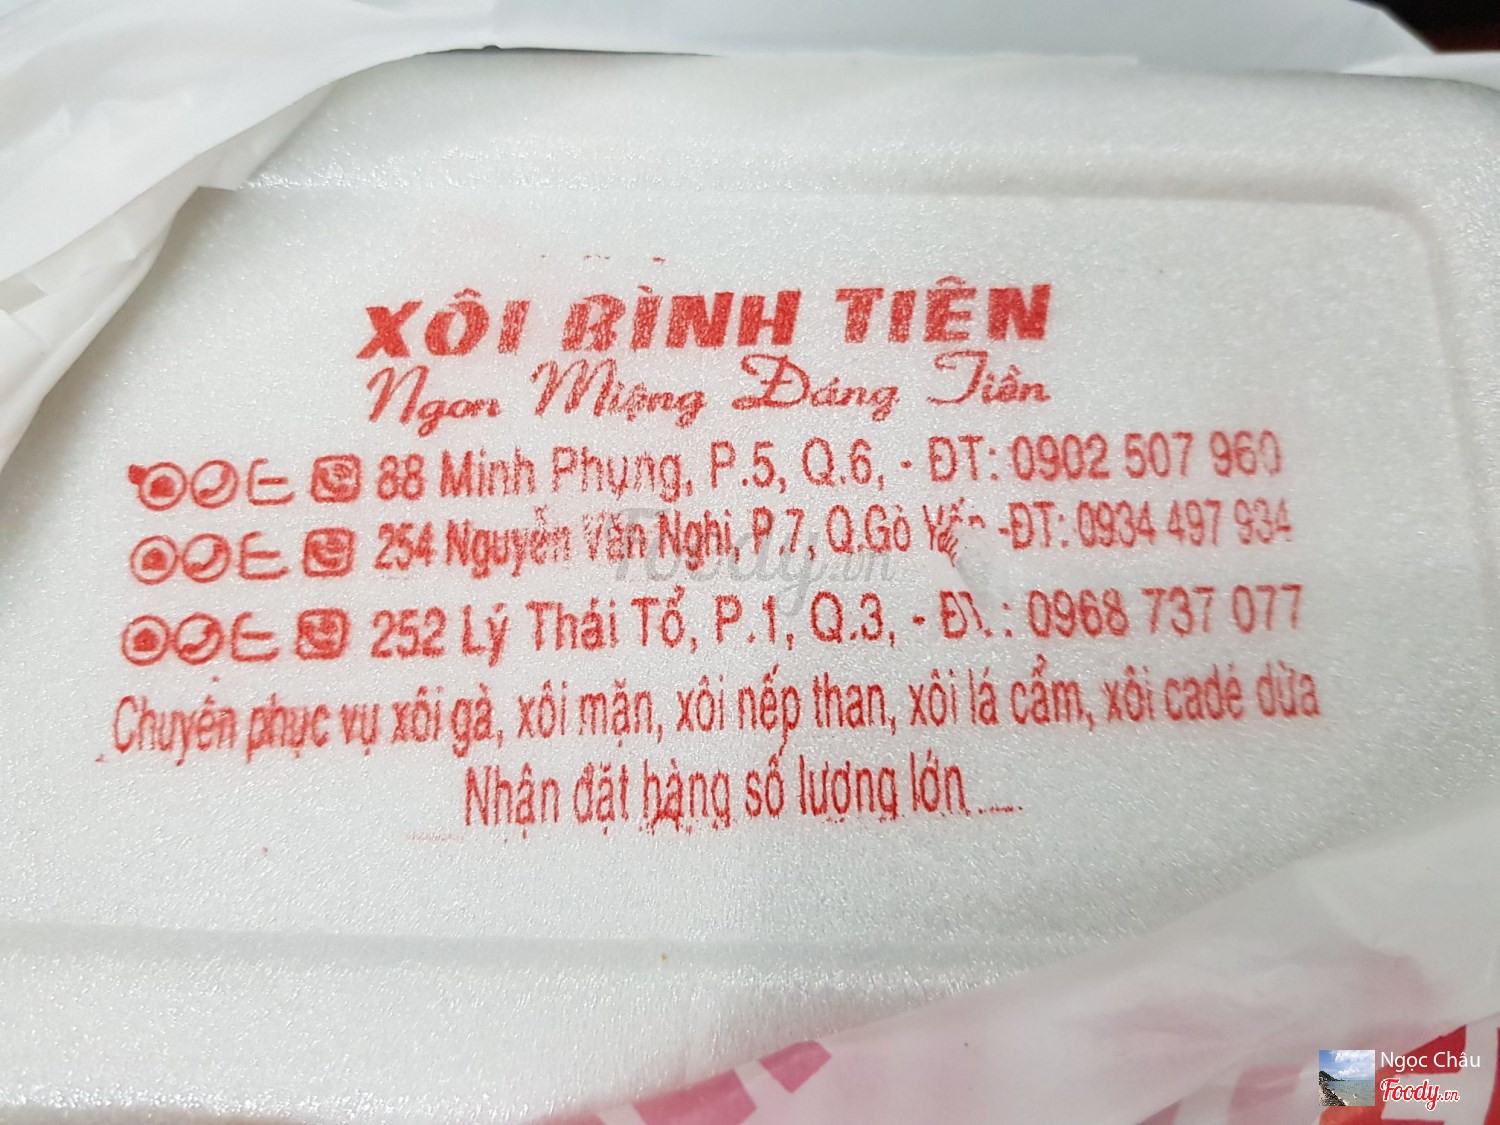 XÔI BÌNH TIÊN
Ngon Miệng Đáng Tiền
88 Minh Phụng, P.5, Q.6, - ĐT: 0902 507 960
254 Nguyễn Văn Nghi, P.7, Q.Gò -ĐT: 0934 497 934
252 Lý Thái Tổ, P.1, Q.3, - : 0968 737 077
Chuyên phục vụ xôi gà, xôi mặn, xôi nếp than, xôi lá cẩm, xôi cadé dừa
Nhận đặt hàng số lượng lớn.....
Foody.vn
Ngọc Châu
Foody.vn